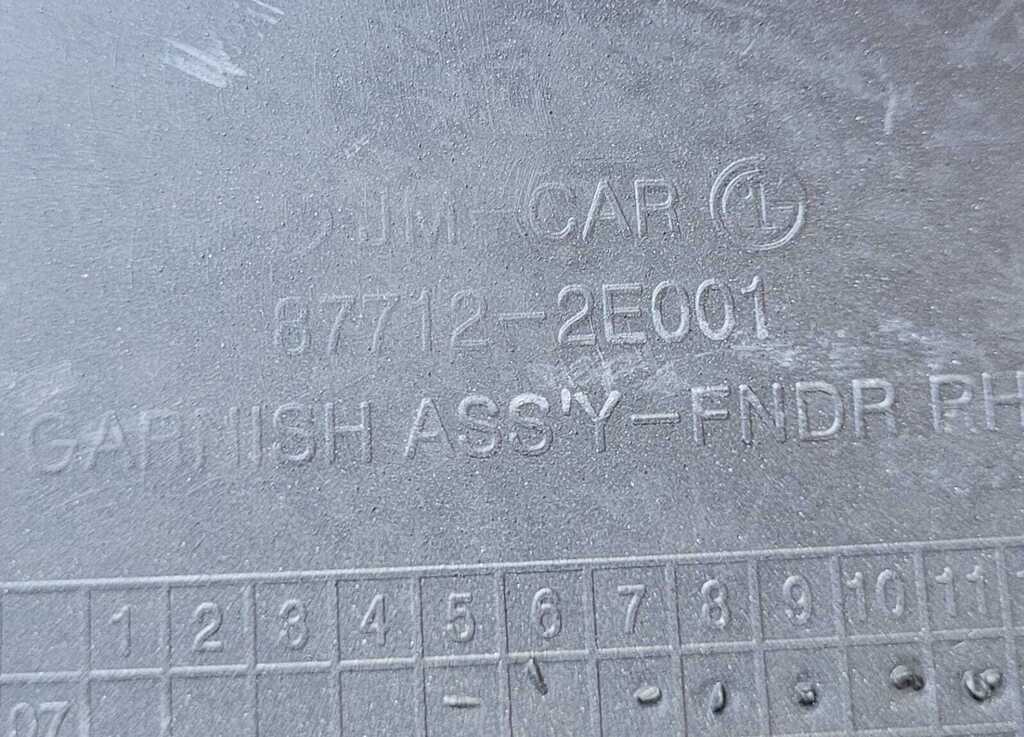 JM-CAR
87712-2E001
GARNISH ASS'Y-FNDR RH
1 2 3 4 5 6 7 8 9 10 11
07